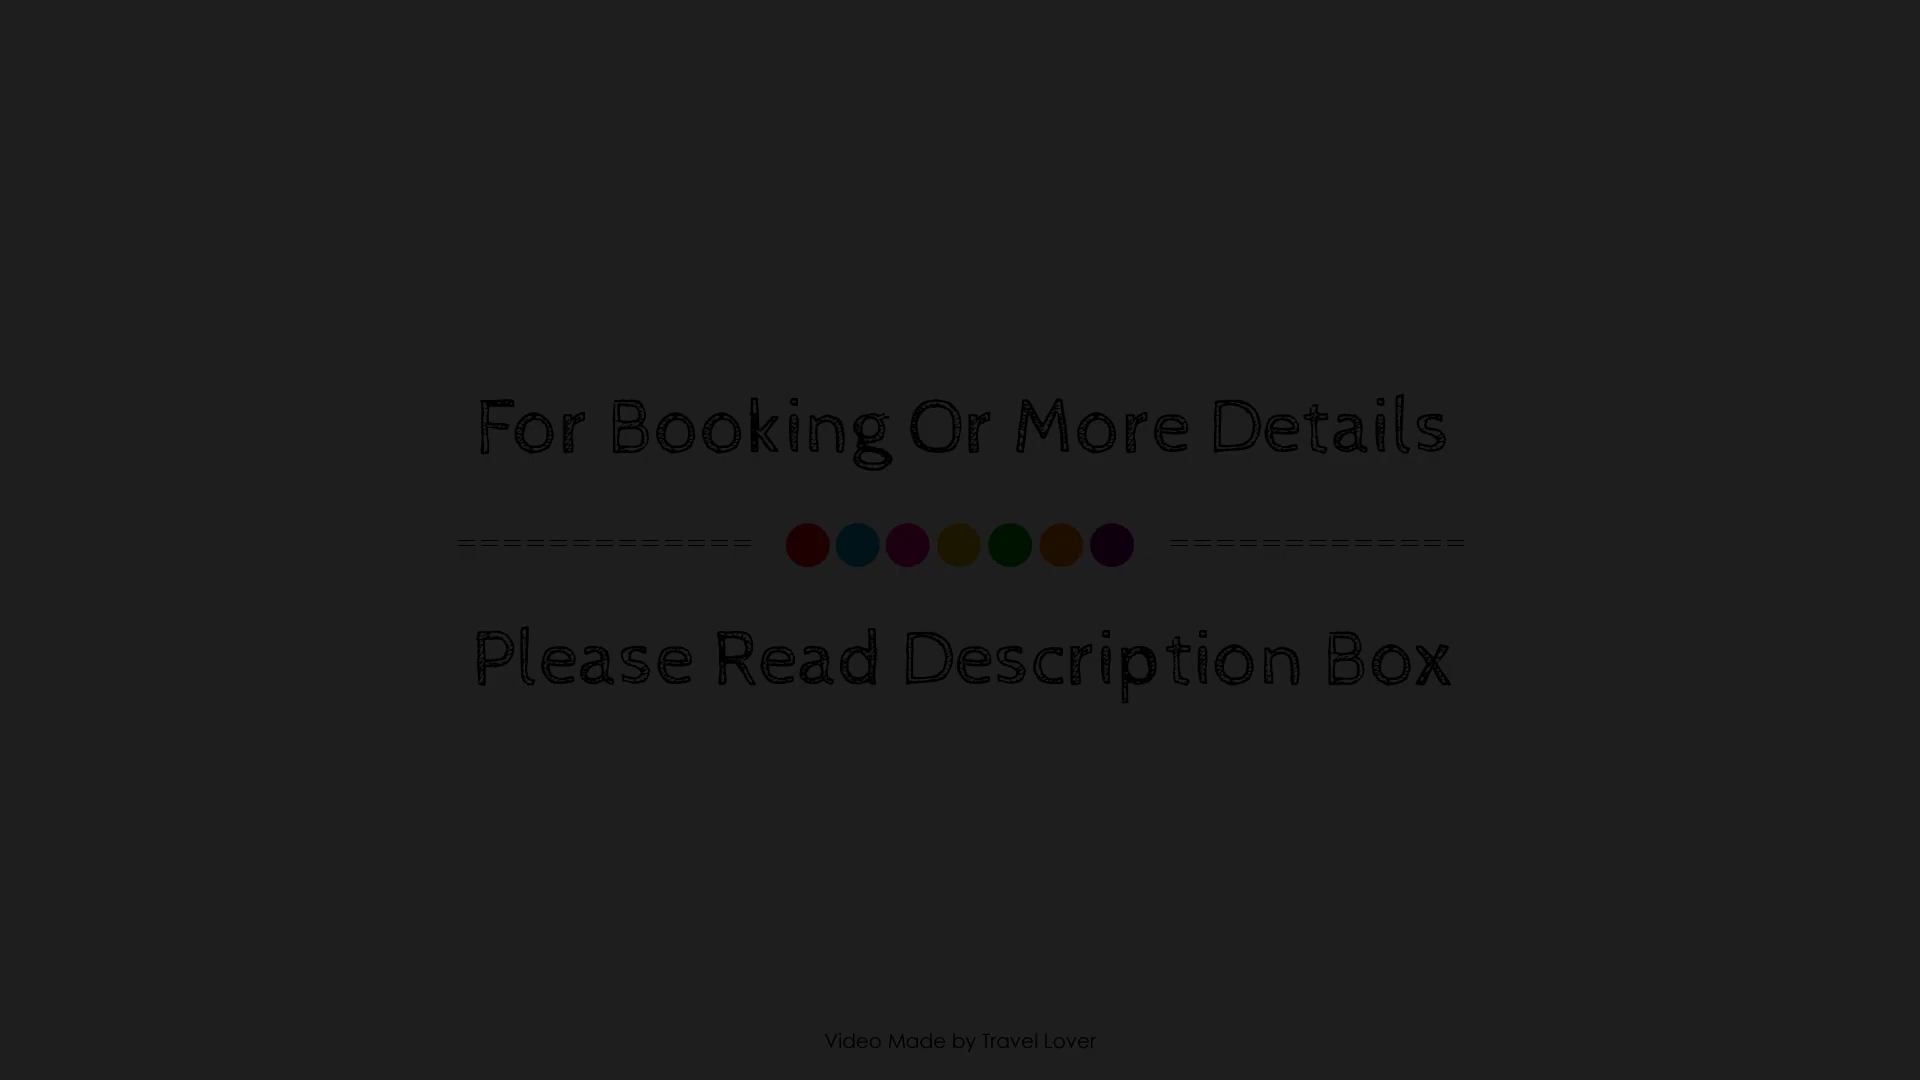 For Booking Or More Details
============= =============
Please Read Description Box
Video Made by Travel Lover